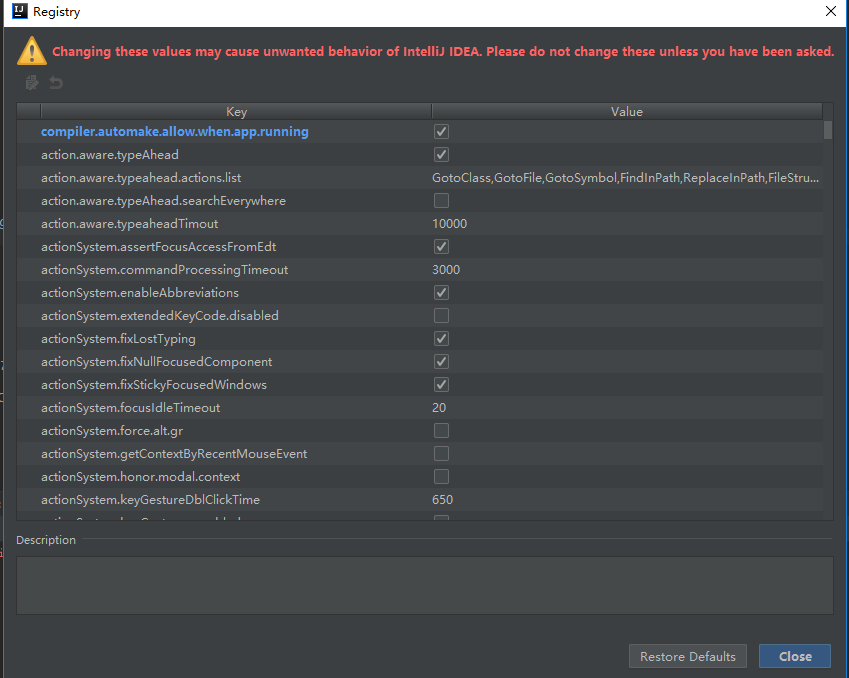 Registry
Changing these values may cause unwanted behavior of IntelliJ IDEA. Please do not change these unless you have been asked.
Key Value
compiler.automake.allow.when.app.running
action.aware.typeAhead
action.aware.typeahead.actions.list GotoClass,GotoFile,GotoSymbol,FindInPath,ReplaceInPath,FileStru...
action.aware.typeAhead.searchEverywhere
action.aware.typeaheadTimout 10000
actionSystem.assertFocusAccessFromEdt
actionSystem.commandProcessingTimeout 3000
actionSystem.enableAbbreviations
actionSystem.extendedKeyCode.disabled
actionSystem.fixLostTyping
actionSystem.fixNullFocusedComponent
actionSystem.fixStickyFocusedWindows
actionSystem.focusIdleTimeout 20
actionSystem.force.alt.gr
actionSystem.getContextByRecentMouseEvent
actionSystem.honor.modal.context
actionSystem.keyGestureDblClickTime 650
Description
Restore Defaults Close